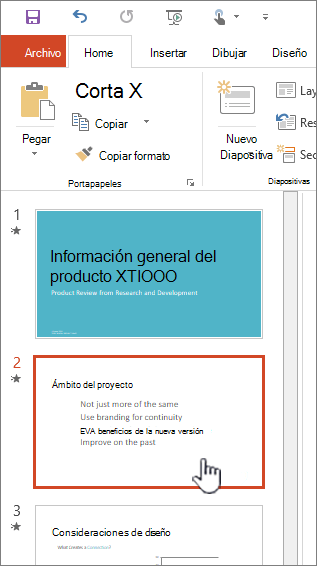 Archivo Home Insertar Dibujar Diseño
Corta X
Copiar
Copiar formato
Pegar
Portapapeles
Nuevo
Diapositiva
Lay
Res
Sec
Diapositivas
1
Información general del
producto XTIOOO
Product Review from Research and Development
2
Ámbito del proyecto
Not just more of the same
Use branding for continuity
EVA beneficios de la nueva versión
Improve on the past
3
Consideraciones de diseño
What Creates a